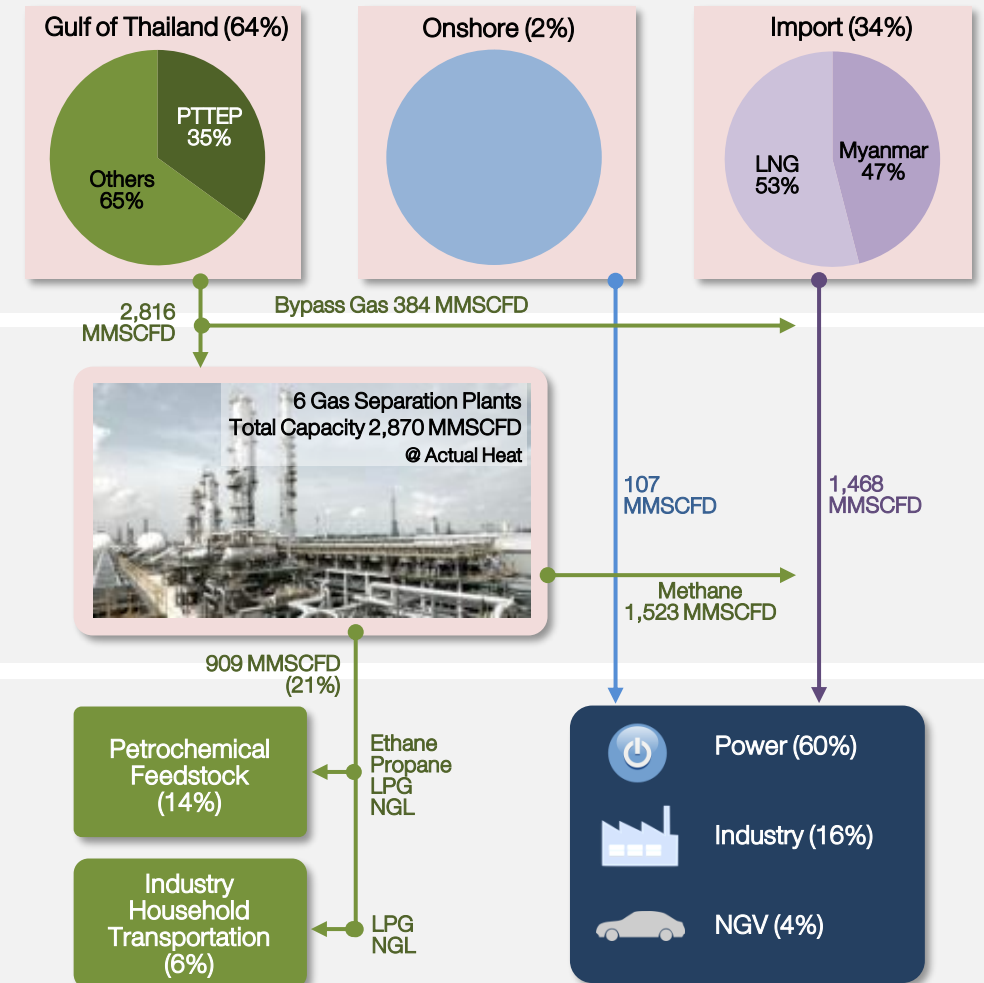 Gulf of Thailand (64%)
Onshore (2%)
Import (34%)
PTTEP
35%
Others
65%
LNG
53%
Myanmar
47%
2,816
MMSCFD
Bypass Gas 384 MMSCFD
6 Gas Separation Plants
Total Capacity 2,870 MMSCFD
@ Actual Heat
107
MMSCFD
1,468
MMSCFD
Methane
1,523 MMSCFD
909 MMSCFD
(21%)
Petrochemical
Feedstock
(14%)
Ethane
Propane
LPG
NGL
Industry
Household
Transportation
(6%)
LPG
NGL
Power (60%)
Industry (16%)
NGV (4%)